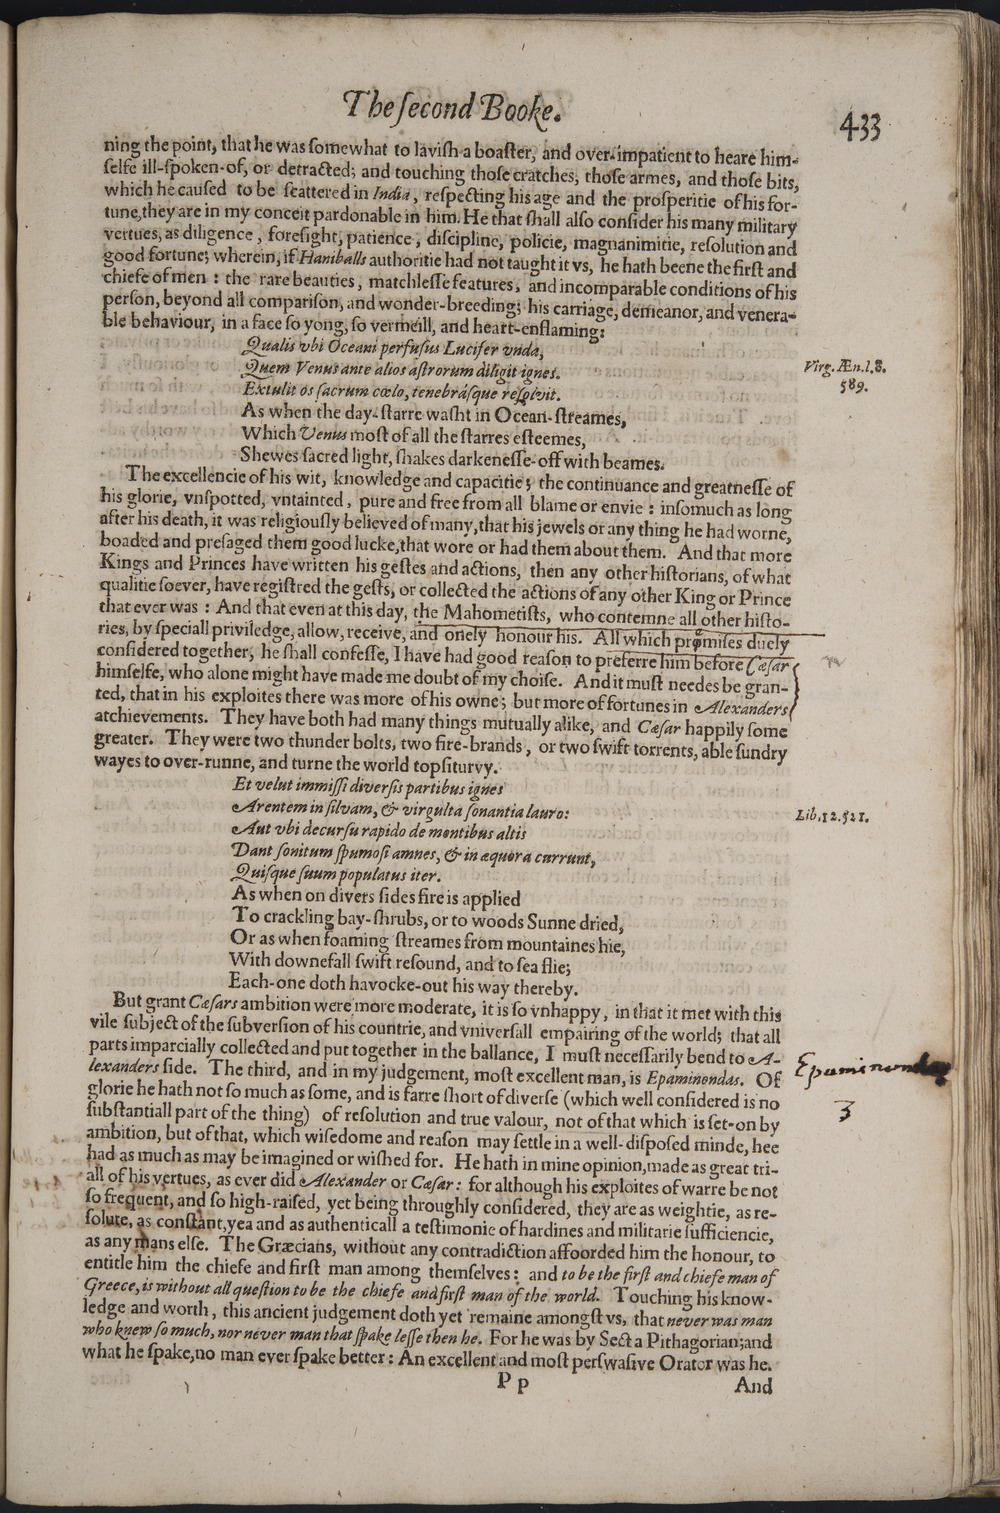 The ſecond Booke.
433
ning the point, that he was ſomewhat to laviſh a boaſter, and over-impatient to heare him-
ſelfe ill-ſpoken-of, or detracted; and touching thoſe cratches, thoſe armes, and thoſe bits,
which he cauſed to be ſcattered in India, reſpecting his age and the proſperitie of his for-
tune, they are in my conceit pardonable in him. He that ſhall alſo conſider his many military
vertues, as diligence, foreſight, patience, diſcipline, policie, magnanimitie, reſolution and
good fortune; wherein, if Haniballs authoritie had not taught it vs, he hath beene the firſt and
chiefe of men : the rare beauties, matchleſſe features, and incomparable conditions of his
perſon, beyond all compariſon, and wonder-breeding; his carriage, demeanor, and venera-
ble behaviour, in a face ſo yong, ſo vermeill, and heart-enflaming:
Qualis vbi Oceani perfuſus Lucifer vnda,
Quem Venus ante alios aſtrorum diligit ignes.
Extulit os ſacrum cœlo, tenebráſque reſolvit.
Virg. Æn. l. 8.
589.
As when the day-ſtarre waſht in Ocean-ſtreames,
Which Venus moſt of all the ſtarres eſteemes,
Shewes ſacred light, ſhakes darkeneſſe-off with beames.
The excellencie of his wit, knowledge and capacitie; the continuance and greatneſſe of
his glorie, vnſpotted, vntainted, pure and free from all blame or envie : inſomuch as long
after his death, it was religiouſly believed of many, that his jewels or any thing he had worne,
boaded and preſaged them good lucke, that wore or had them about them. And that more
Kings and Princes have written his geſtes and actions, then any other hiſtorians, of what
qualitie ſoever, have regiſtred the geſts, or collected the actions of any other King or Prince
that ever was : And that even at this day, the Mahometiſts, who contemne all other hiſto-
ries, by ſpeciall priviledge, allow, receive, and onely honour his. All which premiſes duely
conſidered together, he ſhall confeſſe, I have had good reaſon to preferre him before Cæſar
himſelfe, who alone might have made me doubt of my choiſe. And it muſt needes be gran-
ted, that in his exploites there was more of his owne; but more of fortunes in Alexanders
atchievements. They have both had many things mutually alike, and Cæſar happily ſome
greater. They were two thunder bolts, two fire-brands, or two ſwift torrents, able ſundry
wayes to over-runne, and turne the world topſiturvy.
Et velut immiſſi diverſis partibus ignes
Arentem in ſilvam, & virgulta ſonantia lauro:
Lib. 12. 521.
Aut vbi decurſu rapido de montibus altis
Dant ſonitum ſpumoſi amnes, & in æquora currunt,
Quiſque ſuum populatus iter.
As when on divers ſides fire is applied
To crackling bay-ſhrubs, or to woods Sunne dried,
Or as when foaming ſtreames from mountaines hie,
With downefall ſwift reſound, and to ſea flie;
Each-one doth havocke-out his way thereby.
But grant Cæſars ambition were more moderate, it is ſo vnhappy, in that it met with this
vile ſubject of the ſubverſion of his countrie, and vniverſall empairing of the world; that all
parts imparcially collected and put together in the ballance, I muſt neceſſarily bend to A-
lexanders ſide. The third, and in my judgement, moſt excellent man, is Epaminondas. Of
Epaminondas
3
glorie he hath not ſo much as ſome, and is farre ſhort of diverſe (which well conſidered is no
ſubſtantiall part of the thing) of reſolution and true valour, not of that which is ſet-on by
ambition, but of that, which wiſedome and reaſon may ſettle in a well-diſpoſed minde, hee
had as much as may be imagined or wiſhed for. He hath in mine opinion, made as great tri-
all of his vertues, as ever did Alexander or Cæſar: for although his exploites of warre be not
ſo frequent, and ſo high-raiſed, yet being throughly conſidered, they are as weightie, as re-
ſolute, as conſtant, yea and as authenticall a teſtimonie of hardines and militarie ſufficiencie,
as any mans elſe. The Græcians, without any contradiction affoorded him the honour, to
entitle him the chiefe and firſt man among themſelves: and to be the firſt and chiefe man of
Greece, is without all queſtion to be the chiefe and firſt man of the world. Touching his know-
ledge and worth, this ancient judgement doth yet remaine amongſt vs, that never was man
who knew ſo much, nor never man that ſpake leſſe then he. For he was by Sect a Pithagorian; and
what he ſpake, no man ever ſpake better: An excellent and moſt perſwaſive Orator was he.
P p
And